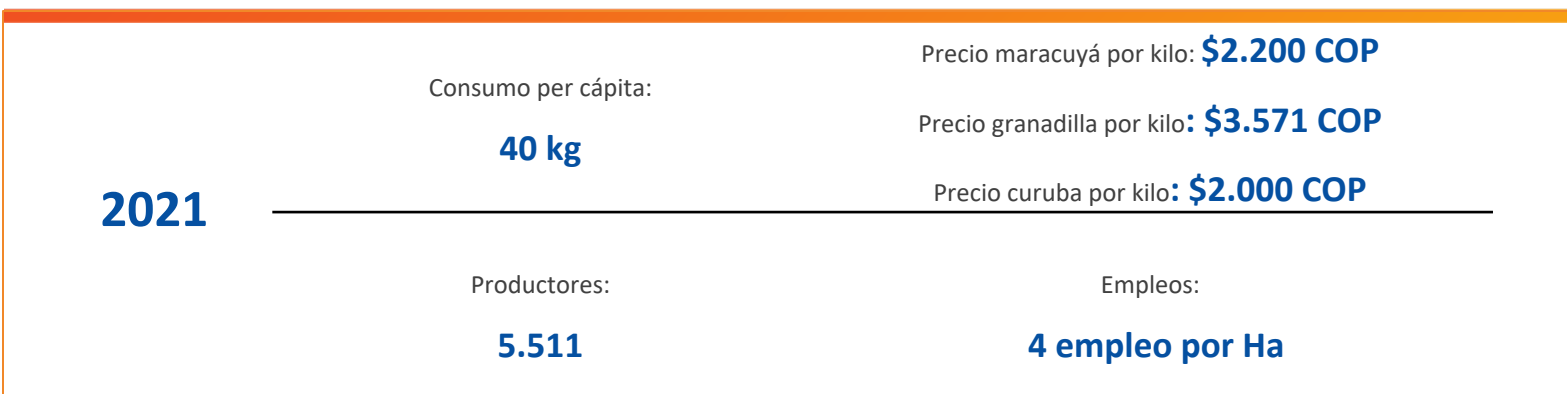 2021
Consumo per cápita:
40 kg
Precio maracuyá por kilo: $2.200 COP
Precio granadilla por kilo: $3.571 COP
Precio curuba por kilo: $2.000 COP
Productores:
5.511
Empleos:
4 empleo por Ha